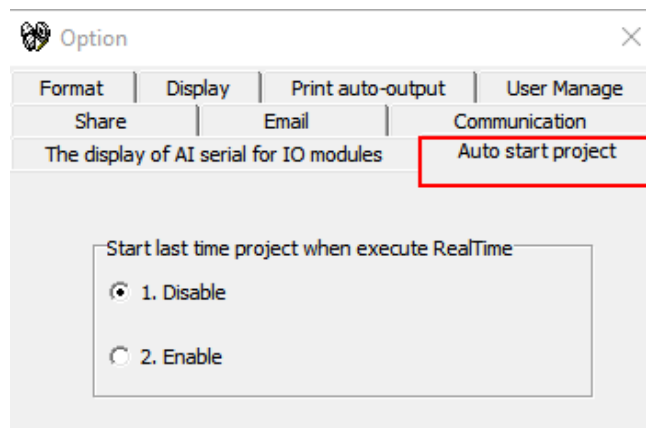 Option
Format Display Print auto-output User Manage
Share Email Communication
The display of AI serial for IO modules Auto start project
Start last time project when execute RealTime
1. Disable
2. Enable